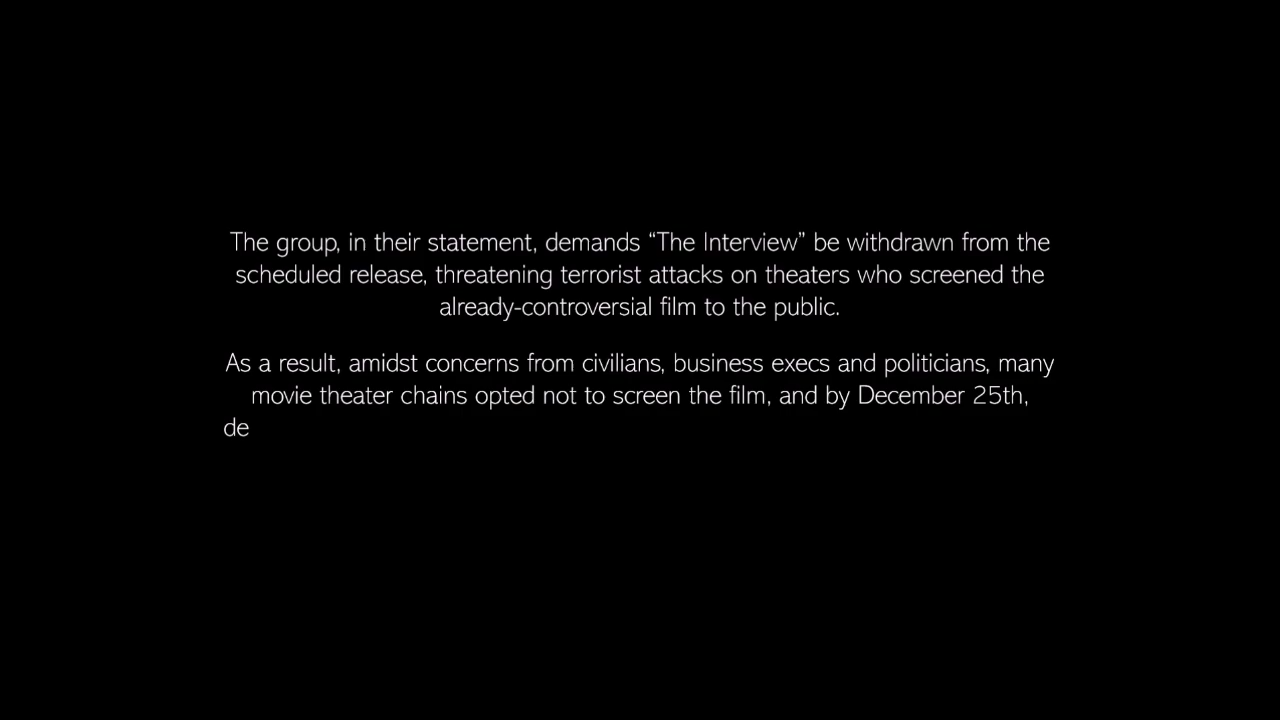 The group, in their statement, demands “The Interview” be withdrawn from the
scheduled release, threatening terrorist attacks on theaters who screened the
already-controversial film to the public.
As a result, amidst concerns from civilians, business execs and politicians, many
movie theater chains opted not to screen the film, and by December 25th,
de